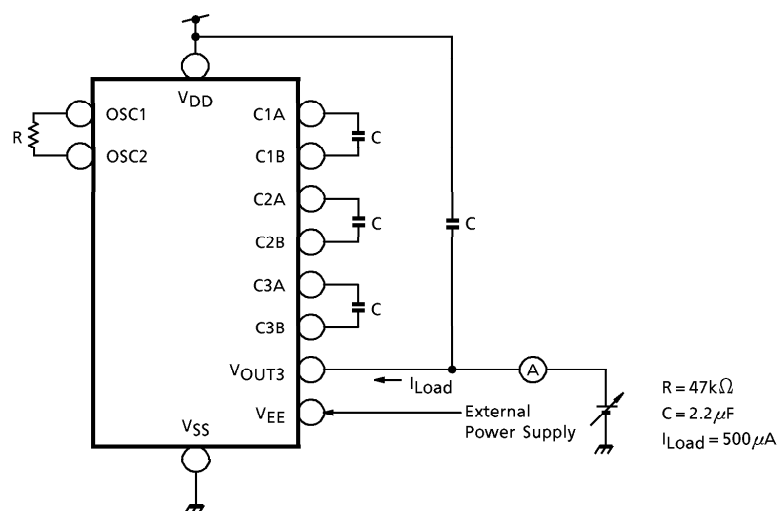 VDD
R
OSC1
OSC2
C1A
C1B
C
C2A
C2B
C
C3A
C3B
C
C
VOUT3
ILoad
A
VEE
External
Power Supply
VSS
R = 47kΩ
C = 2.2μF
ILoad = 500μA